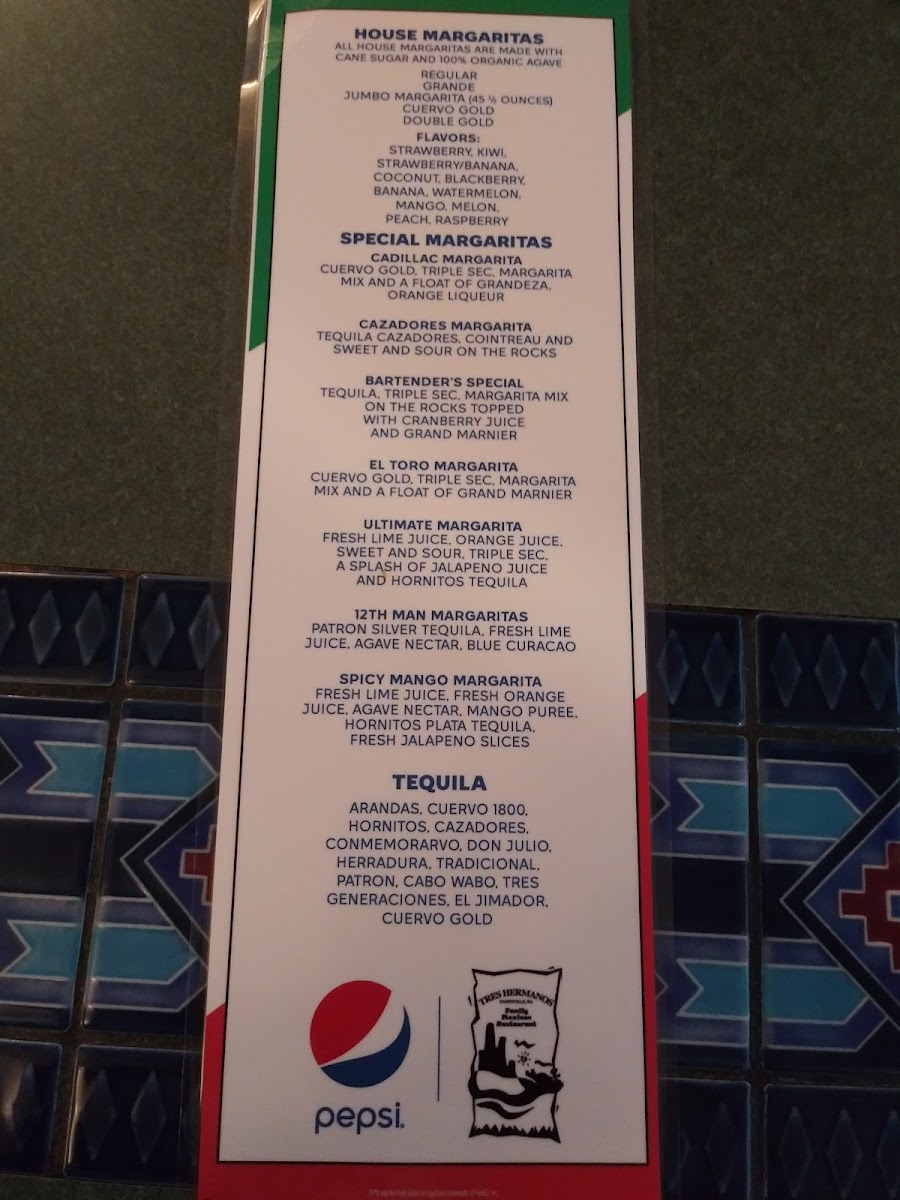 HOUSE MARGARITAS
ALL HOUSE MARGARITAS ARE MADE WITH
CANE SUGAR AND 100% ORGANIC AGAVE
REGULAR
GRANDE
JUMBO MARGARITA (45 ½ OUNCES)
CUERVO GOLD
DOUBLE GOLD
FLAVORS:
STRAWBERRY, KIWI,
STRAWBERRY/BANANA,
COCONUT, BLACKBERRY,
BANANA, WATERMELON,
MANGO, MELON,
PEACH, RASPBERRY
SPECIAL MARGARITAS
CADILLAC MARGARITA
CUERVO GOLD, TRIPLE SEC, MARGARITA
MIX AND A FLOAT OF GRANDEZA,
ORANGE LIQUEUR
CAZADORES MARGARITA
TEQUILA CAZADORES, COINTREAU AND
SWEET AND SOUR ON THE ROCKS
BARTENDER'S SPECIAL
TEQUILA, TRIPLE SEC, MARGARITA MIX
ON THE ROCKS TOPPED
WITH CRANBERRY JUICE
AND GRAND MARNIER
EL TORO MARGARITA
CUERVO GOLD, TRIPLE SEC, MARGARITA
MIX AND A FLOAT OF GRAND MARNIER
ULTIMATE MARGARITA
FRESH LIME JUICE, ORANGE JUICE,
SWEET AND SOUR, TRIPLE SEC,
A SPLASH OF JALAPENO JUICE
AND HORNITOS TEQUILA
12TH MAN MARGARITAS
PATRON SILVER TEQUILA, FRESH LIME
JUICE, AGAVE NECTAR, BLUE CURACAO
SPICY MANGO MARGARITA
FRESH LIME JUICE, FRESH ORANGE
JUICE, AGAVE NECTAR, MANGO PUREE,
HORNITOS PLATA TEQUILA,
FRESH JALAPENO SLICES
TEQUILA
ARANDAS, CUERVO 1800,
HORNITOS, CAZADORES,
CONMEMORARVO, DON JULIO,
HERRADURA, TRADICIONAL,
PATRON, CABO WABO, TRES
GENERACIONES, EL JIMADOR,
CUERVO GOLD
pepsi.
TRES HERMANOS
Family
Mexican
Restaurant